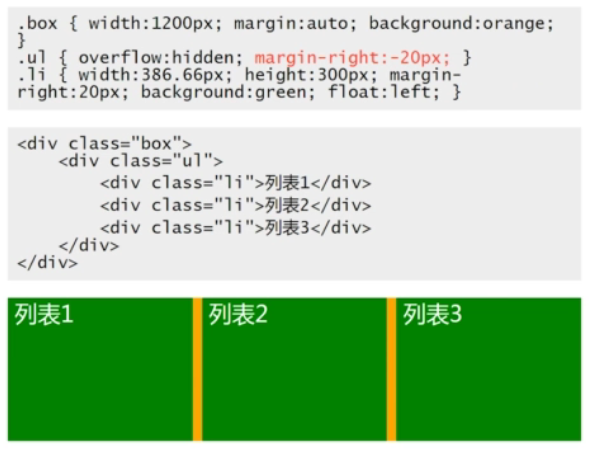 .box { width:1200px; margin:auto; background:orange;
}
.ul { overflow:hidden; margin-right:-20px; }
.li { width:386.66px; height:300px; margin-
right:20px; background:green; float:left; }
<div class="box">
    <div class="ul">
        <div class="li">列表1</div>
        <div class="li">列表2</div>
        <div class="li">列表3</div>
    </div>
</div>
列表1 列表2 列表3